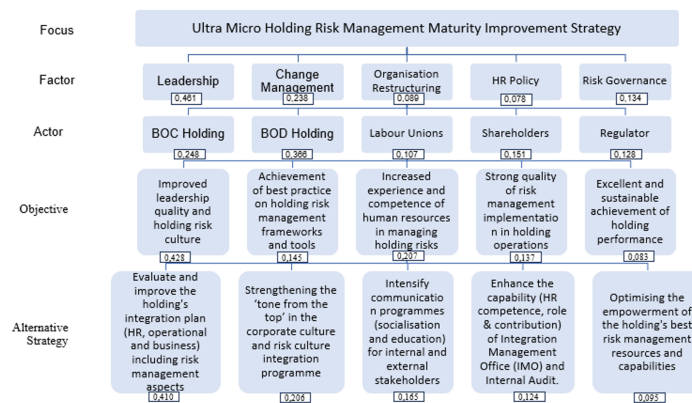 Focus
Ultra Micro Holding Risk Management Maturity Improvement Strategy
Factor
Leadership
0,461
Change
Management
0,238
Organisation
Restructuring
0,089
HR Policy
0,078
Risk Governance
0,134
Actor
BOC Holding
0,248
BOD Holding
0,366
Labour Unions
0,107
Shareholders
0,151
Regulator
0,128
Objective
Improved
leadership
quality and
holding risk
culture
0,428
Achievement
of best practice
on holding risk
management
frameworks
and tools
0,145
Increased
experience and
competence of
human resources
in managing
holding risks
0,207
Strong quality
of risk
management
implementatio
n in holding
operations
0,137
Excellent and
sustainable
achievement of
holding
performance
0,083
Alternative
Strategy
Evaluate and
improve the
holding's
integration plan
(HR, operational
and business)
including risk
management
aspects
0,410
Strengthening the
'tone from the
top' in the
corporate culture
and risk culture
integration
programme
0,206
Intensify
communicatio
n programmes
(socialisation
and education)
for internal and
external
stakeholders
0,165
Enhance the
capability (HR
competence, role
& contribution)
of Integration
Management
Office (IMO) and
Internal Audit.
0,124
Optimising the
empowerment of
the holding's best
risk management
resources and
capabilities
0,095